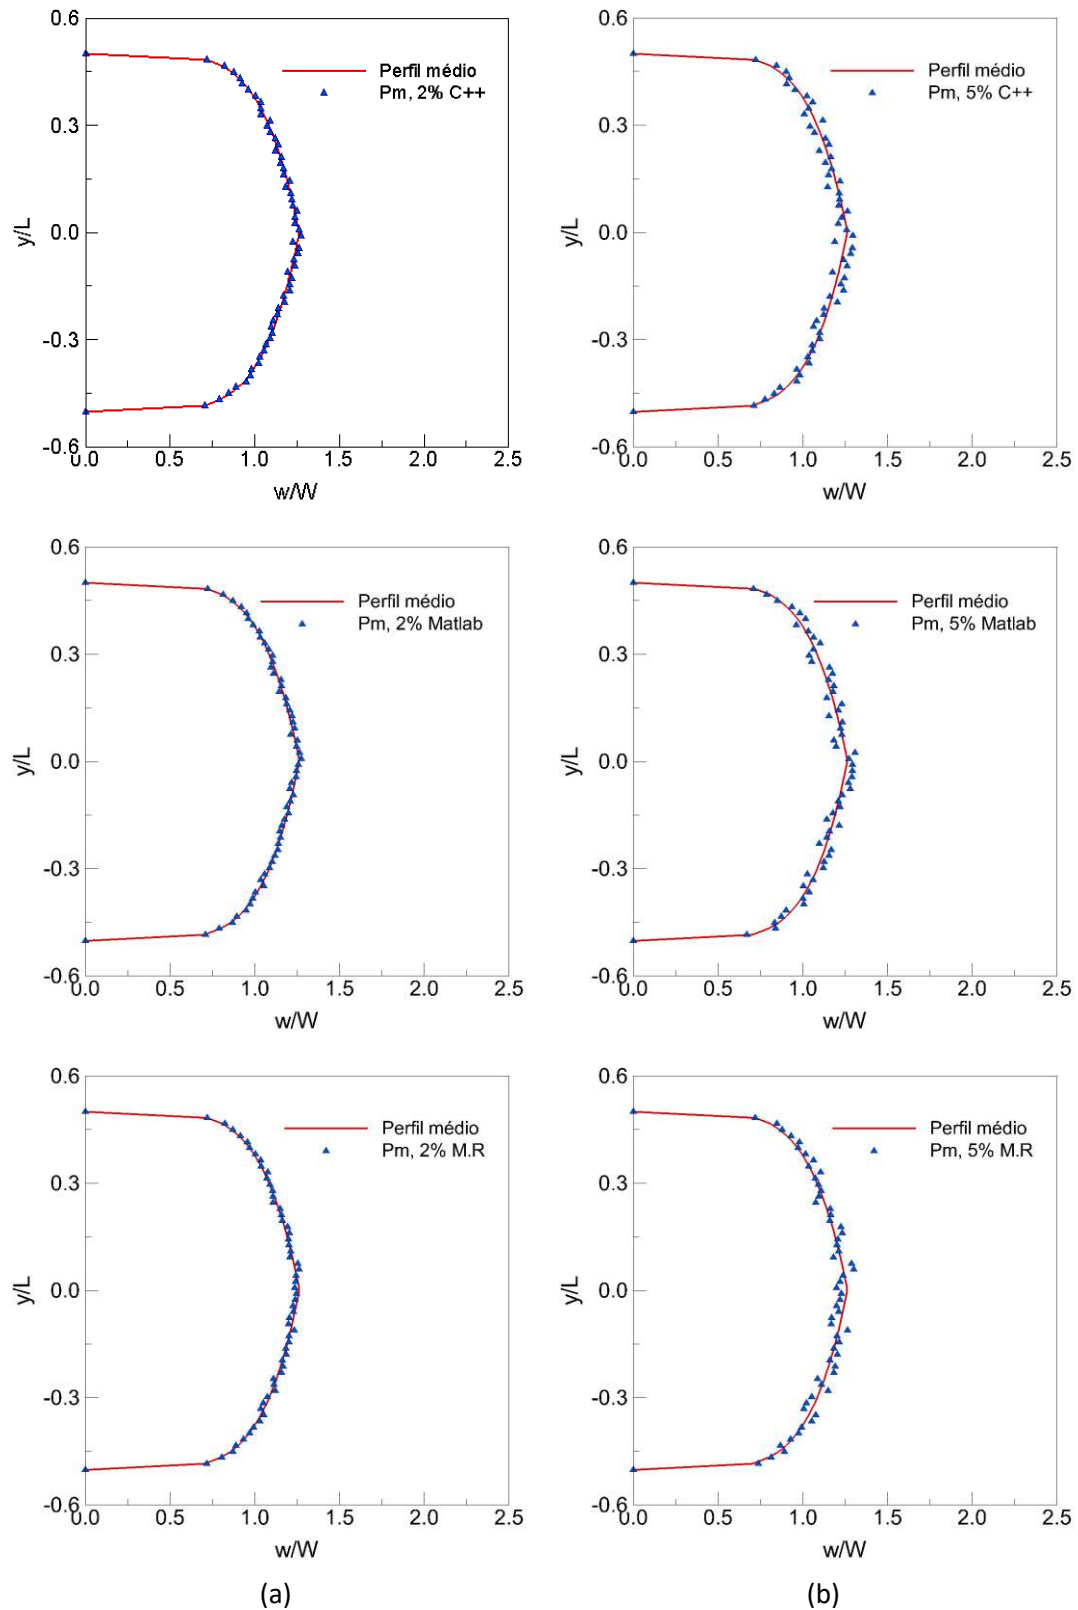 0.6
0.3
0.0
-0.3
-0.6
y/L
Perfil médio
Pm, 2% C++
0.0 0.5 1.0 1.5 2.0 2.5
w/W
0.6
0.3
0.0
-0.3
-0.6
y/L
Perfil médio
Pm, 5% C++
0.0 0.5 1.0 1.5 2.0 2.5
w/W
0.6
0.3
0.0
-0.3
-0.6
y/L
Perfil médio
Pm, 2% Matlab
0.0 0.5 1.0 1.5 2.0 2.5
w/W
0.6
0.3
0.0
-0.3
-0.6
y/L
Perfil médio
Pm, 5% Matlab
0.0 0.5 1.0 1.5 2.0 2.5
w/W
0.6
0.3
0.0
-0.3
-0.6
y/L
Perfil médio
Pm, 2% M.R
0.0 0.5 1.0 1.5 2.0 2.5
w/W
0.6
0.3
0.0
-0.3
-0.6
y/L
Perfil médio
Pm, 5% M.R
0.0 0.5 1.0 1.5 2.0 2.5
w/W
(a)
(b)